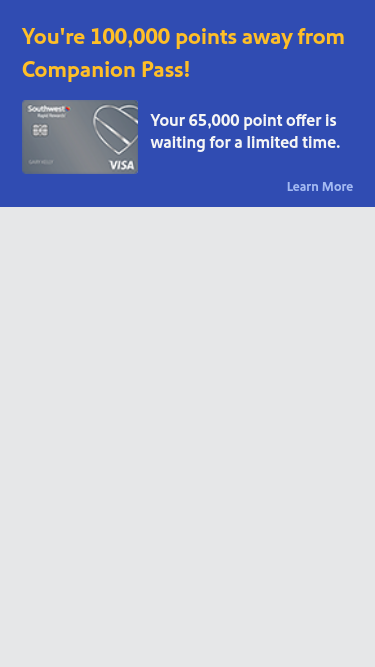 You're 100,000 points away from
Companion Pass!
Southwest
Rapid Rewards
VISA
Your 65,000 point offer is
waiting for a limited time.
Learn More